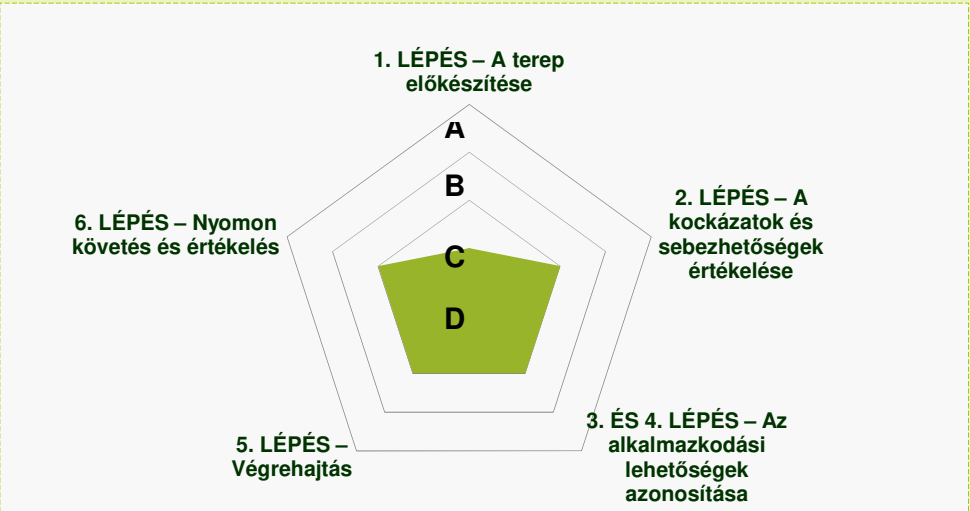 1. LÉPÉS – A terep
előkészítése
A
B
C
D
2. LÉPÉS – A
kockázatok és
sebezhetőségek
értékelése
3. ÉS 4. LÉPÉS – Az
alkalmazkodási
lehetőségek
azonosítása
5. LÉPÉS –
Végrehajtás
6. LÉPÉS – Nyomon
követés és értékelés